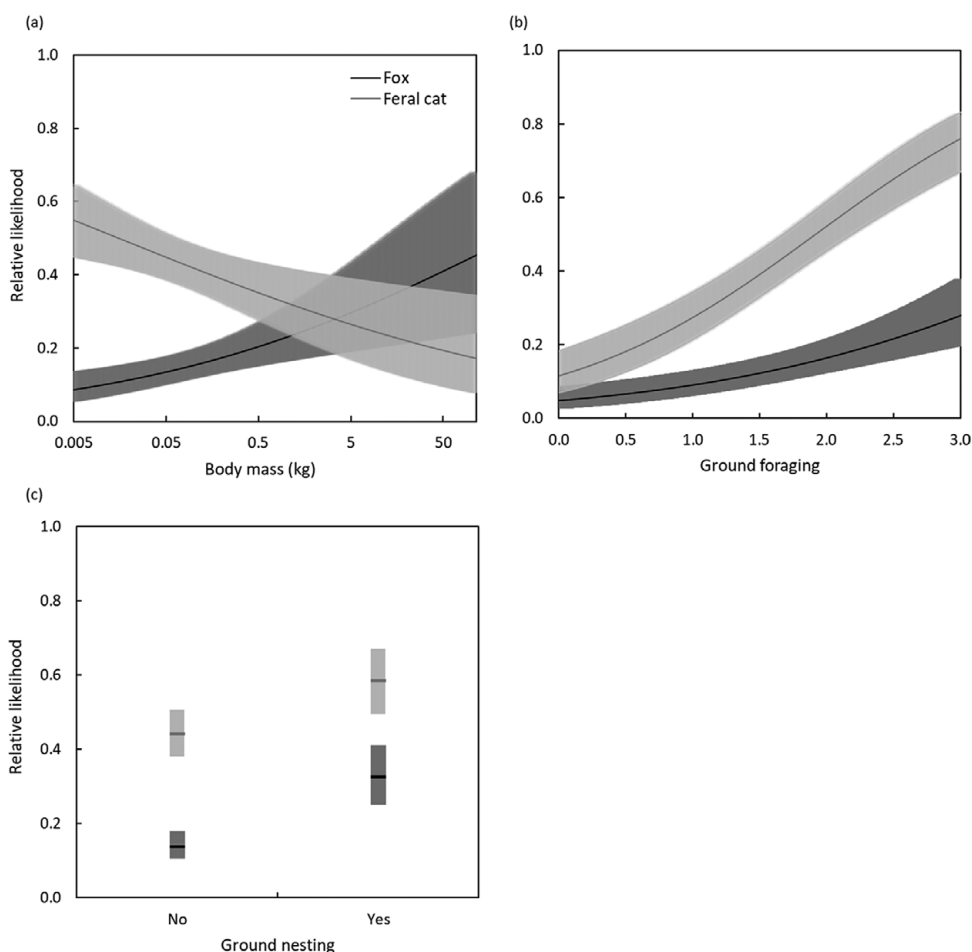 (a)
1.0
0.8
0.6
0.4
0.2
0.0
Relative likelihood
Fox
Feral cat
0.005 0.05 0.5 5 50
Body mass (kg)
(b)
1.0
0.8
0.6
0.4
0.2
0.0
0.0 0.5 1.0 1.5 2.0 2.5 3.0
Ground foraging
(c)
1.0
0.8
0.6
0.4
0.2
0.0
Relative likelihood
No Yes
Ground nesting